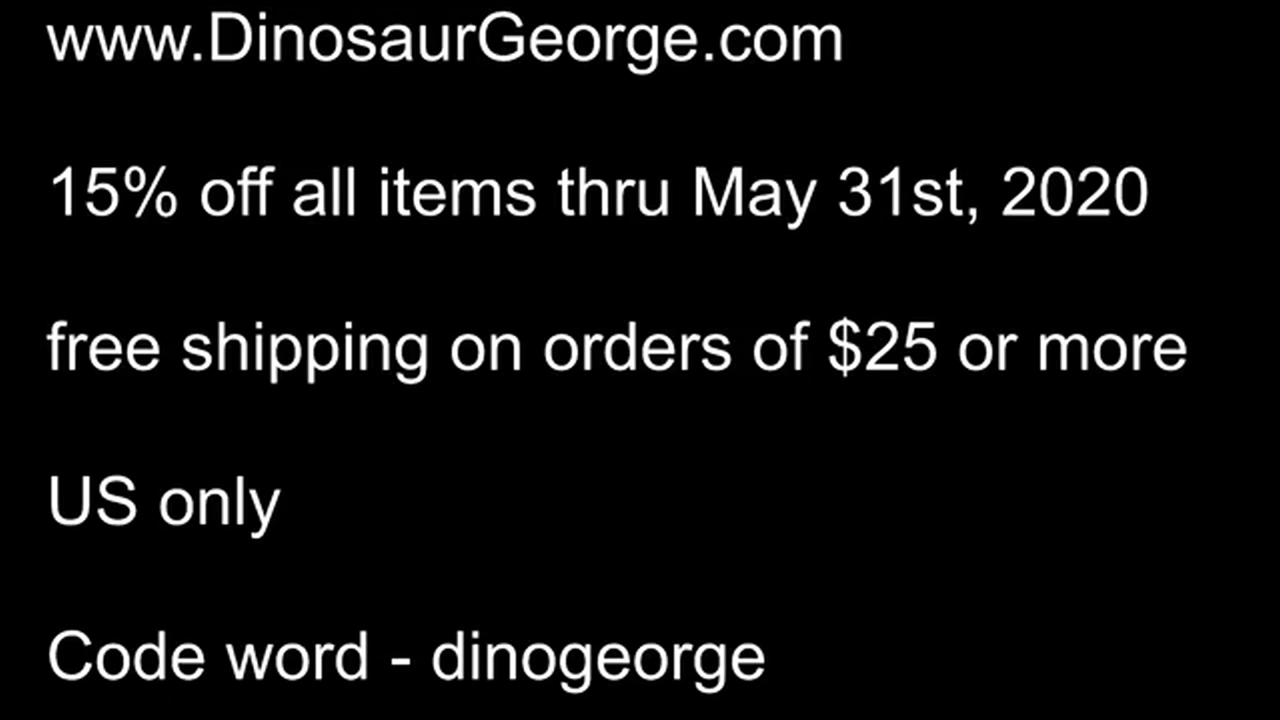 www.DinosaurGeorge.com
15% off all items thru May 31st, 2020
free shipping on orders of $25 or more
US only
Code word - dinogeorge